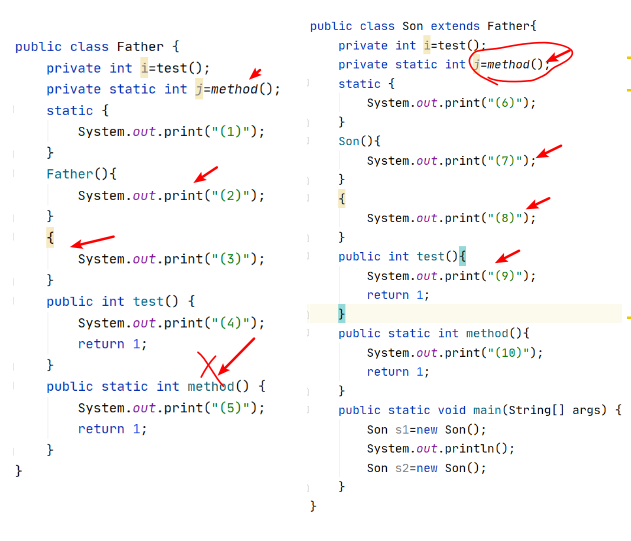 public class Father {
    private int i=test();
    private static int j=method();
    static {
        System.out.print("(1)");
    }
    Father(){
        System.out.print("(2)");
    }
    {
        System.out.print("(3)");
    }
    public int test() {
        System.out.print("(4)");
        return 1;
    }
    public static int method() {
        System.out.print("(5)");
        return 1;
    }
}
public class Son extends Father{
    private int i=test();
    private static int j=method();
    static {
        System.out.print("(6)");
    }
    Son(){
        System.out.print("(7)");
    }
    {
        System.out.print("(8)");
    }
    public int test(){
        System.out.print("(9)");
        return 1;
    }
    public static int method(){
        System.out.print("(10)");
        return 1;
    }
    public static void main(String[] args) {
        Son s1=new Son();
        System.out.println();
        Son s2=new Son();
    }
}